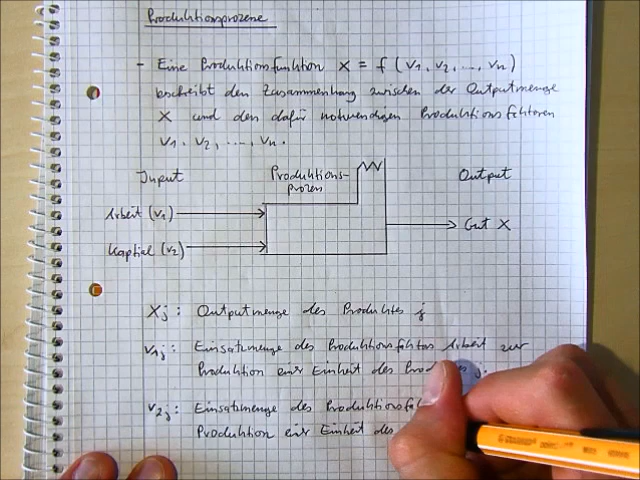 Produktionsprozesse
- Eine Produktionsfunktion X = f (v1, v2, ..., vn)
beschreibt den Zusammenhang zwischen der Outputmenge
X und den dafür notwendigen Produktionsfaktoren
v1, v2, ..., vn.
Input Produktions- Output
prozess
Arbeit (v1)
Gut X
Kaptial (v2)
Xj: Outputmenge des Produktes j
v1j: Einsatzmenge des Produktionsfaktors Arbeit zur
Produktion einer Einheit des j.
v2j: Einsatzmenge des
Produktion einer Einheit des